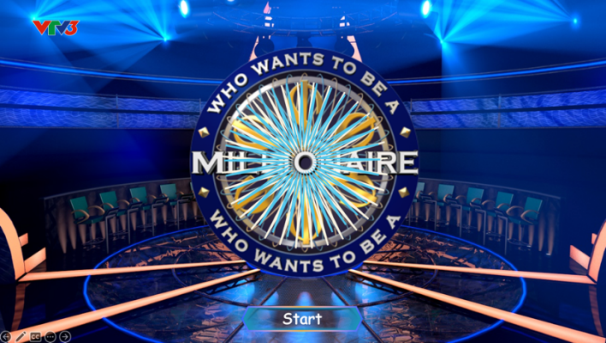 VTV3
WHO WANTS TO BE A
MILLIONAIRE
WHO WANTS TO BE A
Start